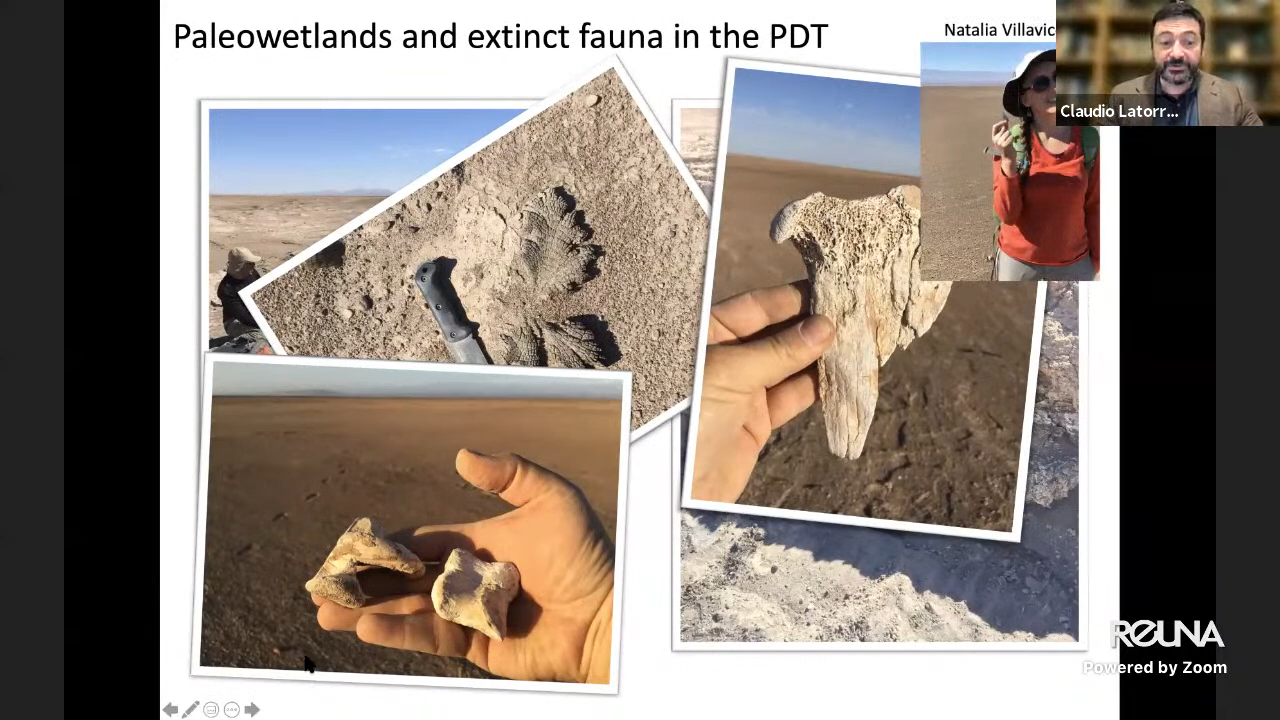 Paleowetlands and extinct fauna in the PDT
Natalia Villavic
Claudio Latorr...
REUNA
Powered by Zoom